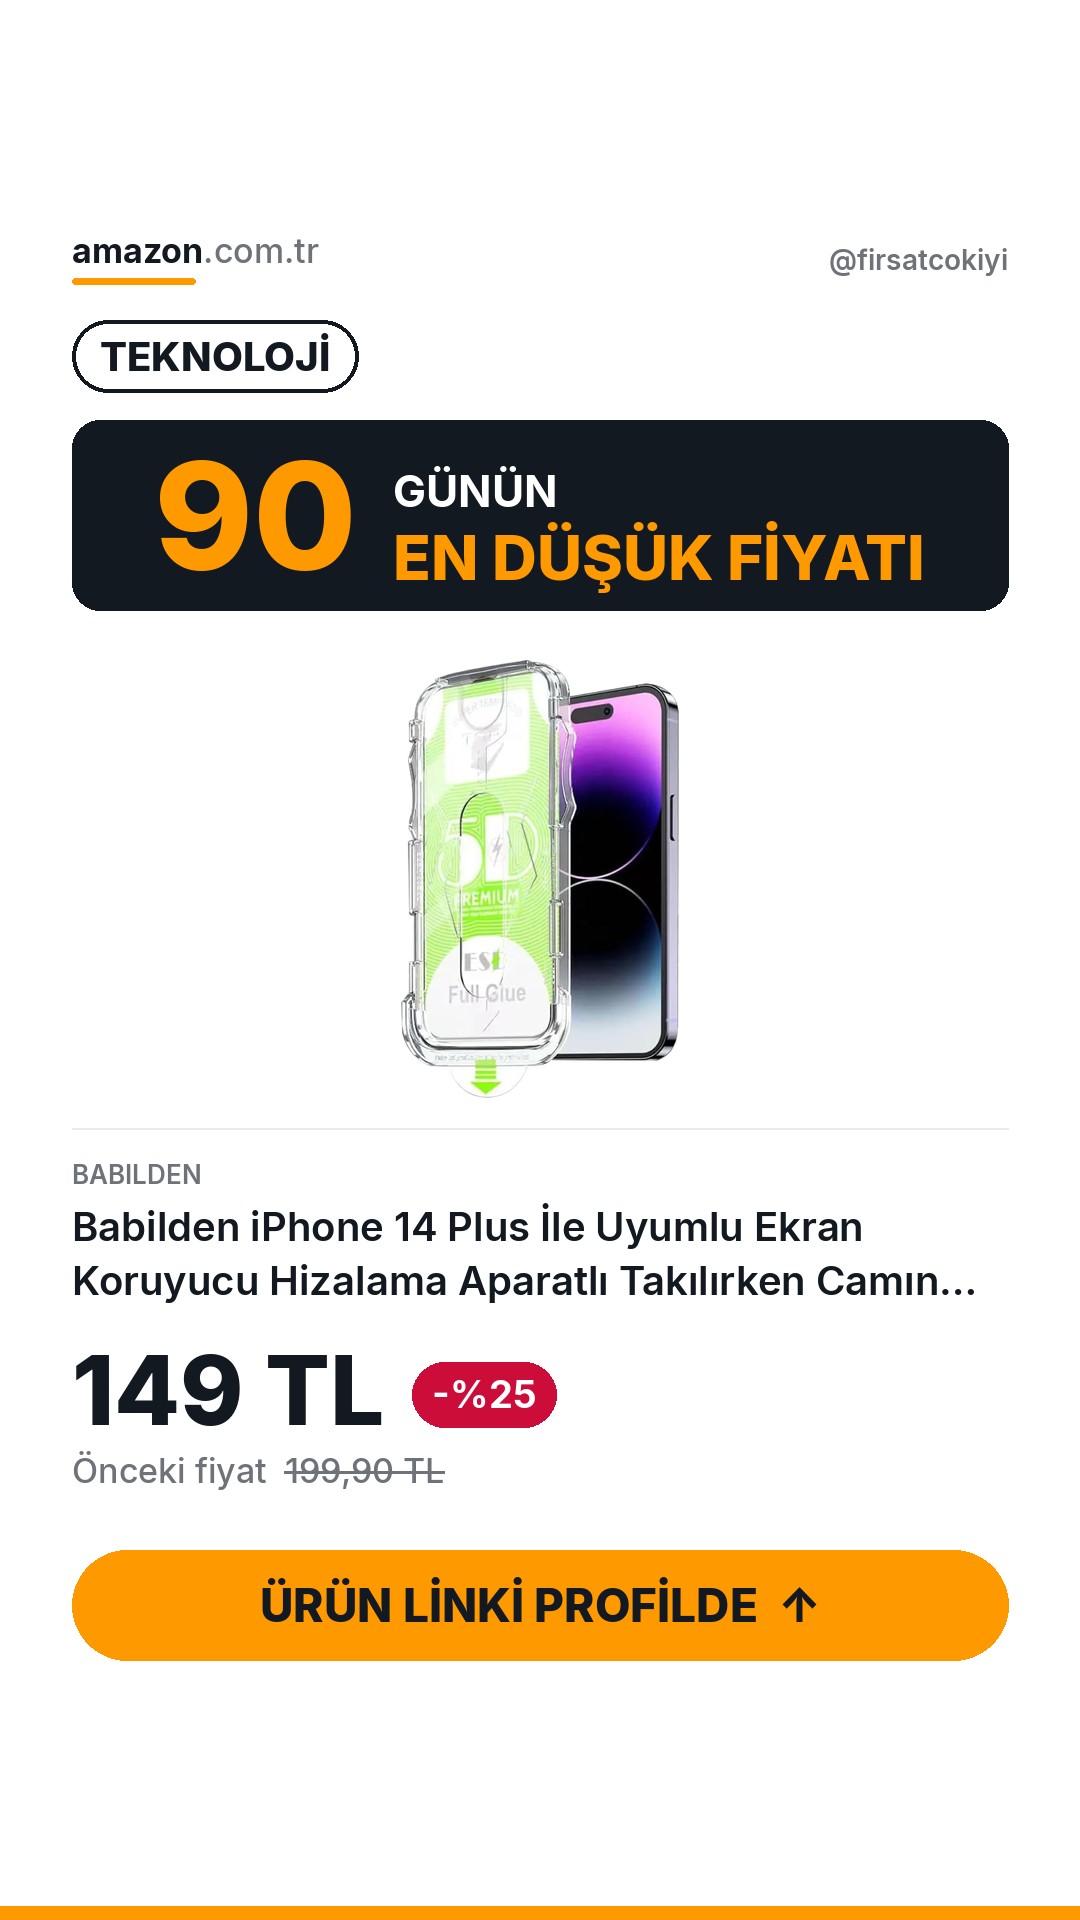 amazon.com.tr
@firsatcokiyi
TEKNOLOJİ
90 GÜNÜN
EN DÜŞÜK FİYATI
5D
PREMIUM
Full Glue
BABILDEN
Babilden iPhone 14 Plus İle Uyumlu Ekran
Koruyucu Hizalama Aparatlı Takılırken Camın...
149 TL -%25
Önceki fiyat 199,90 TL
ÜRÜN LİNKİ PROFİLDE ↑